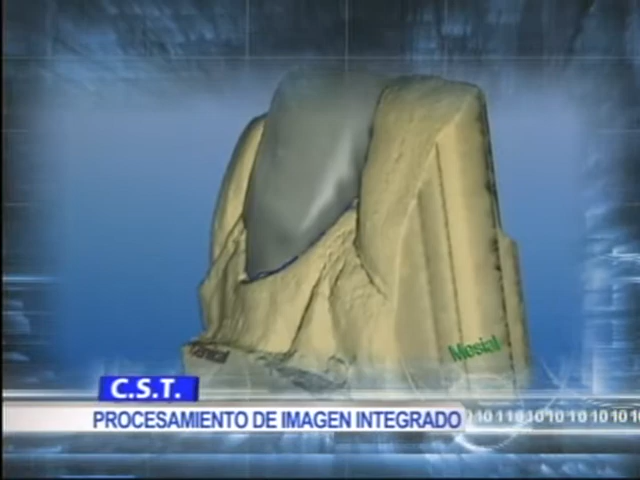 Mesial
C.S.T.
PROCESAMIENTO DE IMAGEN INTEGRADO